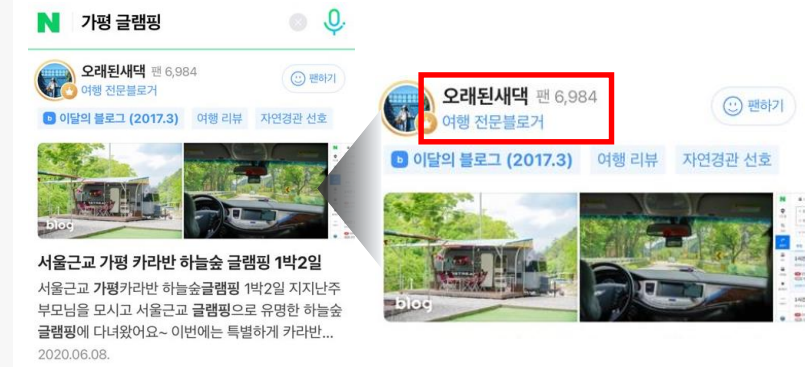 N 가평 글램핑
오래된새댁 팬 6,984
여행 전문블로거
팬하기
b 이달의 블로그 (2017.3) 여행 리뷰 자연경관 선호
blog
서울근교 가평 카라반 하늘숲 글램핑 1박2일
서울근교 가평카라반 하늘숲글램핑 1박2일 지지난주
부모님을 모시고 서울근교 글램핑으로 유명한 하늘숲
글램핑에 다녀왔어요~ 이번에는 특별하게 카라반...
2020.06.08.
오래된새댁 팬 6,984
여행 전문블로거
팬하기
b 이달의 블로그 (2017.3) 여행 리뷰 자연경관 선호
blog